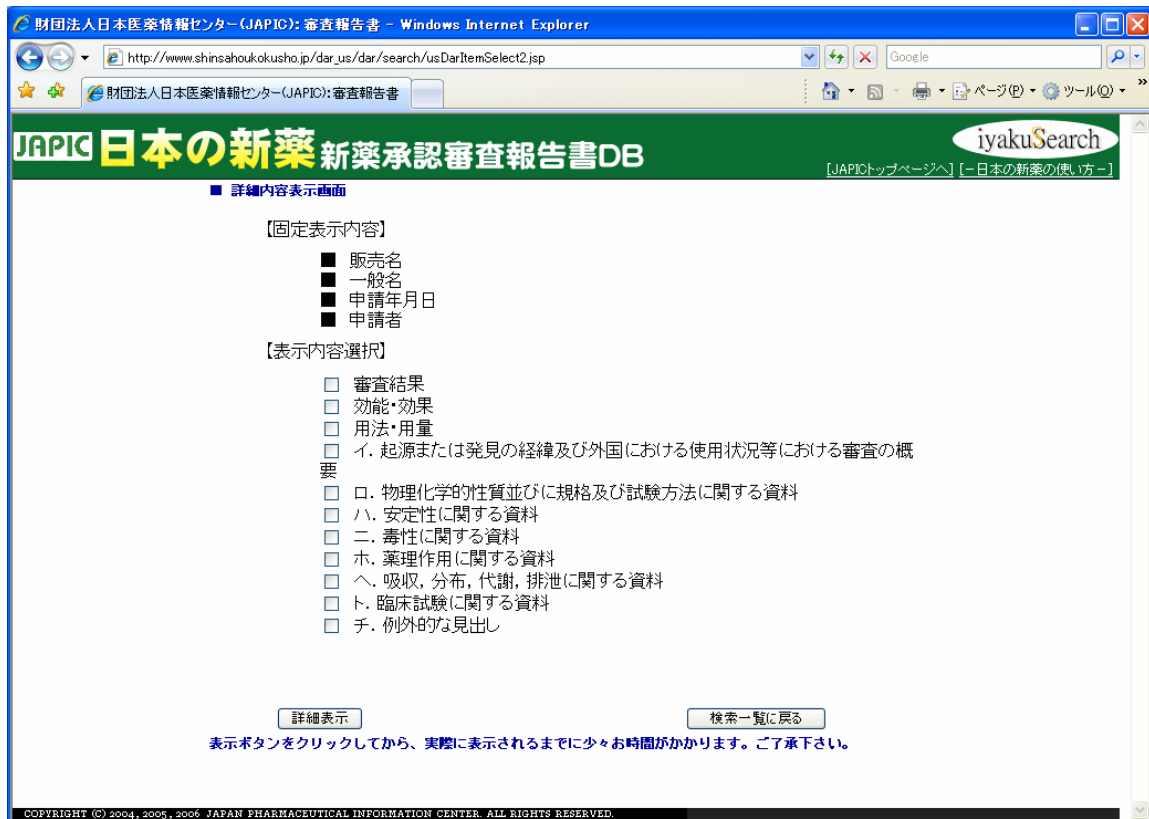 財団法人日本医薬情報センター(JAPIC): 審査報告書 - Windows Internet Explorer
http://www.shinsahoukokusho.jp/dar_us/dar/search/usDarItemSelect2.jsp
Google
財団法人日本医薬情報センター(JAPIC): 審査報告書
ページ(P)
ツール(O)
»
JAPIC 日本の新薬 新薬承認審査報告書DB
iyakuSearch
[JAPICトップページへ] [-日本の新薬の使い方-]
■ 詳細内容表示画面
【固定表示内容】
■ 販売名
■ 一般名
■ 申請年月日
■ 申請者
【表示内容選択】
審査結果
効能・効果
用法・用量
イ. 起源または発見の経緯及び外国における使用状況等における審査の概
要
ロ. 物理化学的性質並びに規格及び試験方法に関する資料
ハ. 安定性に関する資料
ニ. 毒性に関する資料
ホ. 薬理作用に関する資料
ヘ. 吸収, 分布, 代謝, 排泄に関する資料
ト. 臨床試験に関する資料
チ. 例外的な見出し
詳細表示
検索一覧に戻る
表示ボタンをクリックしてから、実際に表示されるまでに少々お時間がかかります。ご了承下さい。
COPYRIGHT (C) 2004, 2005, 2006 JAPAN PHARMACEUTICAL INFORMATION CENTER. ALL RIGHTS RESERVED.